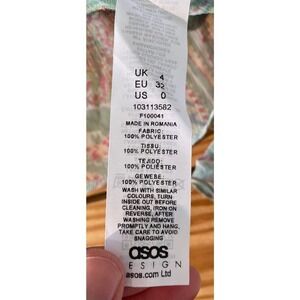 UK 4
EU 32
US 0
103113582
F100041
MADE IN ROMANIA
FABRIC:
100% POLYESTER
TISSU:
100% POLYESTER
TEJIDO:
100% POLYESTER
GEWEBE:
100% POLYESTER
WASH WITH SIMILAR
COLOURS, TURN
INSIDE OUT BEFORE
CLEANING, IRON ON
REVERSE, AFTER
WASHING REMOVE
PROMPTLY AND HANG,
TAKE CARE TO AVOID
SNAGGING
asos
DESIGN
asos.com Ltd